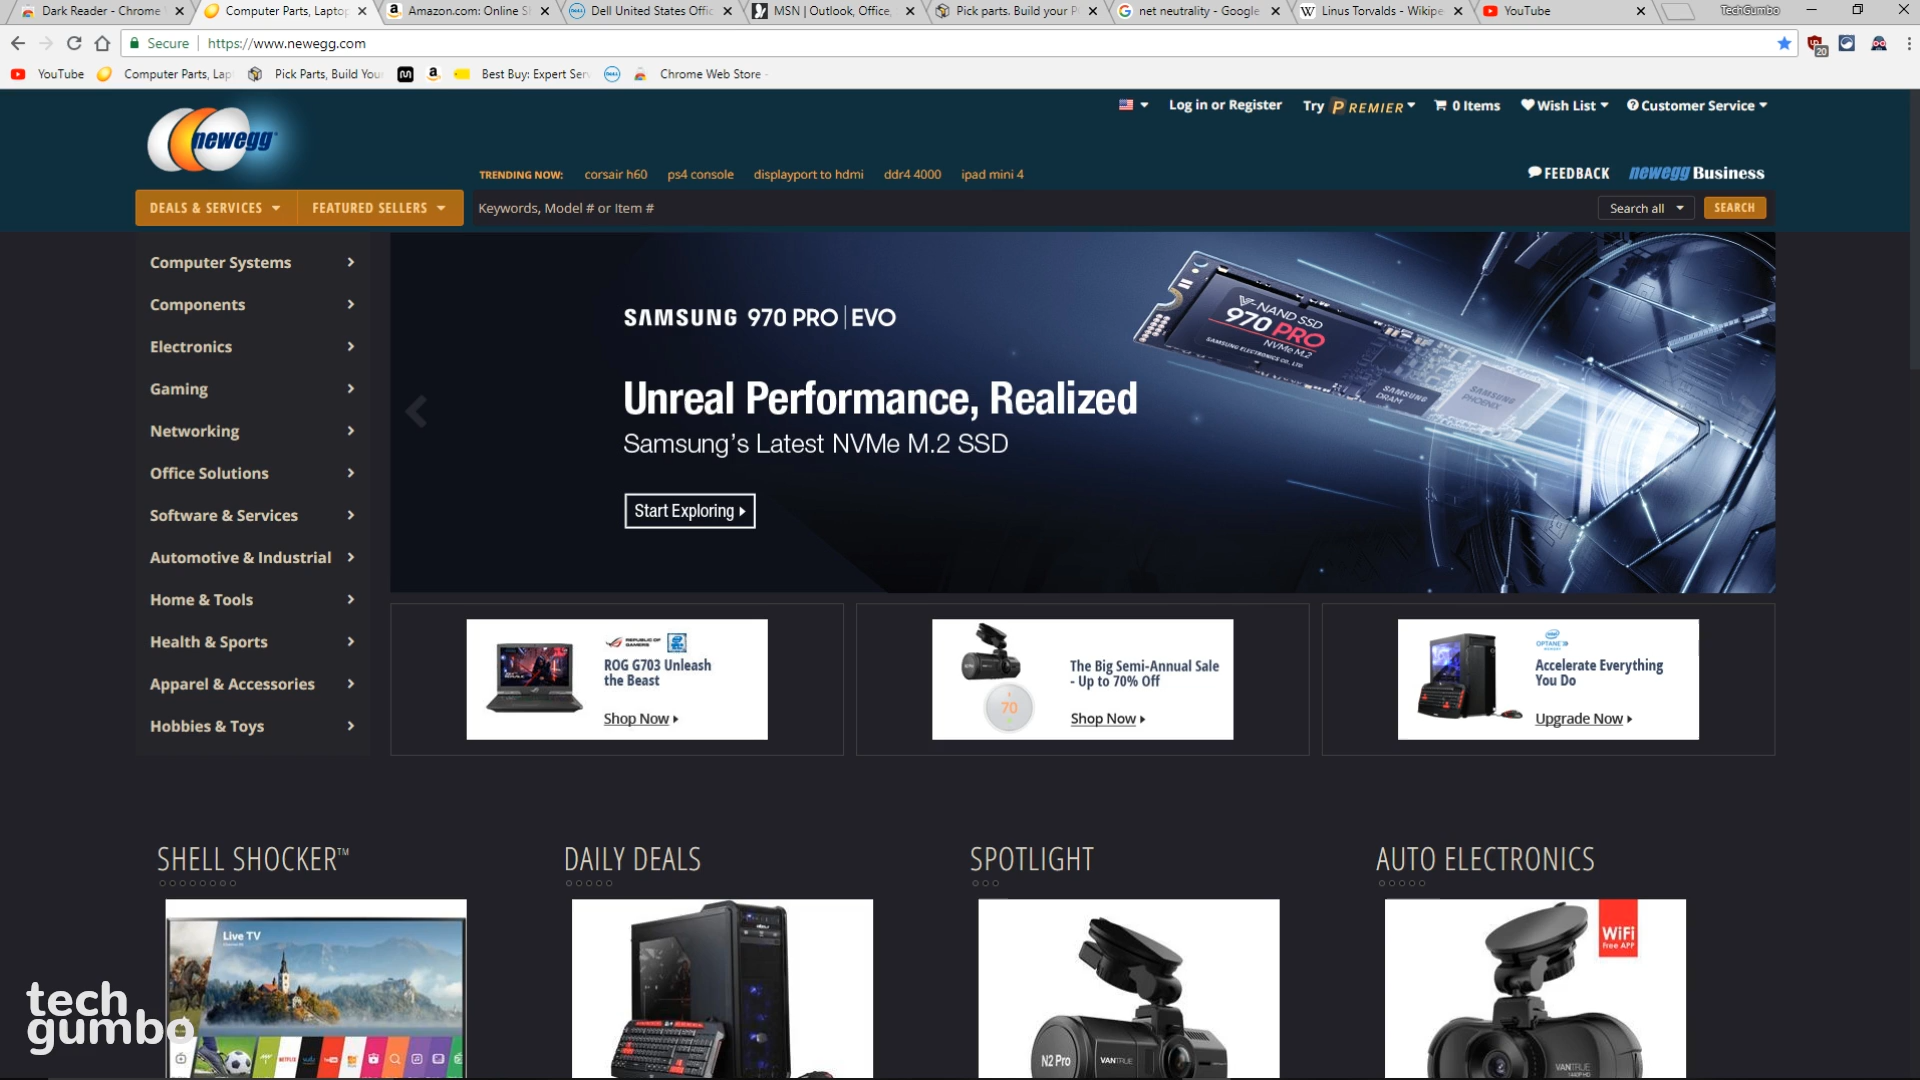 Dark Reader - Chrome
Computer Parts, Laptop
Amazon.com: Online S
Dell United States Offic
MSN | Outlook, Office,
Pick parts. Build your P
net neutrality - Google
Linus Torvalds - Wikipe
YouTube
TechGumbo
Secure
https://www.newegg.com
20
YouTube
Computer Parts, Lap
Pick Parts, Build You
Best Buy: Expert Ser
Chrome Web Store -
newegg
Log in or Register
Try PREMIER
0 Items
Wish List
Customer Service
TRENDING NOW:
corsair h60
ps4 console
displayport to hdmi
ddr4 4000
ipad mini 4
FEEDBACK
newegg Business
DEALS & SERVICES
FEATURED SELLERS
Keywords, Model # or Item #
Search all
SEARCH
Computer Systems
Components
Electronics
Gaming
Networking
Office Solutions
Software & Services
Automotive & Industrial
Home & Tools
Health & Sports
Apparel & Accessories
Hobbies & Toys
SAMSUNG 970 PRO | EVO
Unreal Performance, Realized
Samsung's Latest NVMe M.2 SSD
Start Exploring
V-NAND SSD
970 PRO
NVMe M.2
SAMSUNG ELECTRONICS CO., LTD.
SAMSUNG
DRAM
SAMSUNG
PHOENIX
REPUBLIC OF
GAMERS
ROG G703 Unleash
the Beast
Shop Now
70
The Big Semi-Annual Sale
- Up to 70% Off
Shop Now
OPTANE
Accelerate Everything
You Do
Upgrade Now
SHELL SHOCKER™
DAILY DEALS
SPOTLIGHT
AUTO ELECTRONICS
Live TV
NETFLIX
N2 Pro
VANTRUE
WiFi
Free APP
VANTRUE
tech
gumbo